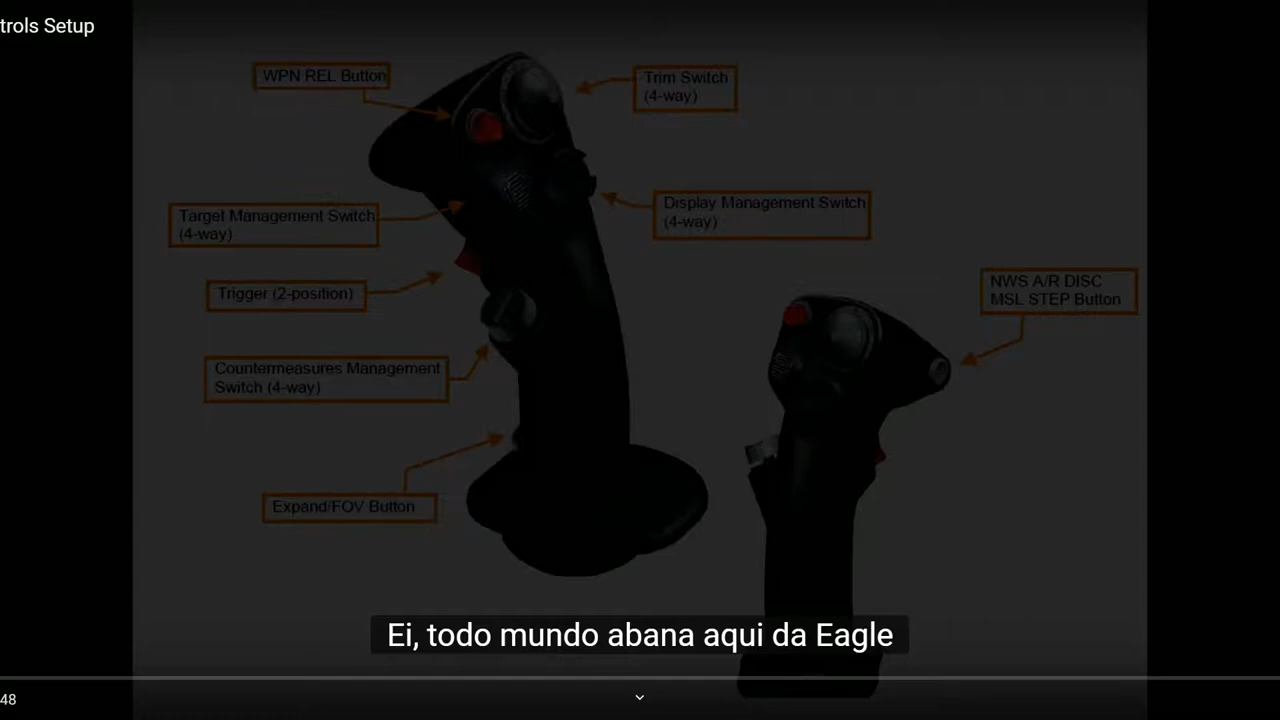 trols Setup
WPN REL Button
Trim Switch
(4-way)
Target Management Switch
(4-way)
Display Management Switch
(4-way)
Trigger (2-position)
NWS A/R DISC
MSL STEP Button
Countermeasures Management
Switch (4-way)
Expand/FOV Button
Ei, todo mundo abana aqui da Eagle
48